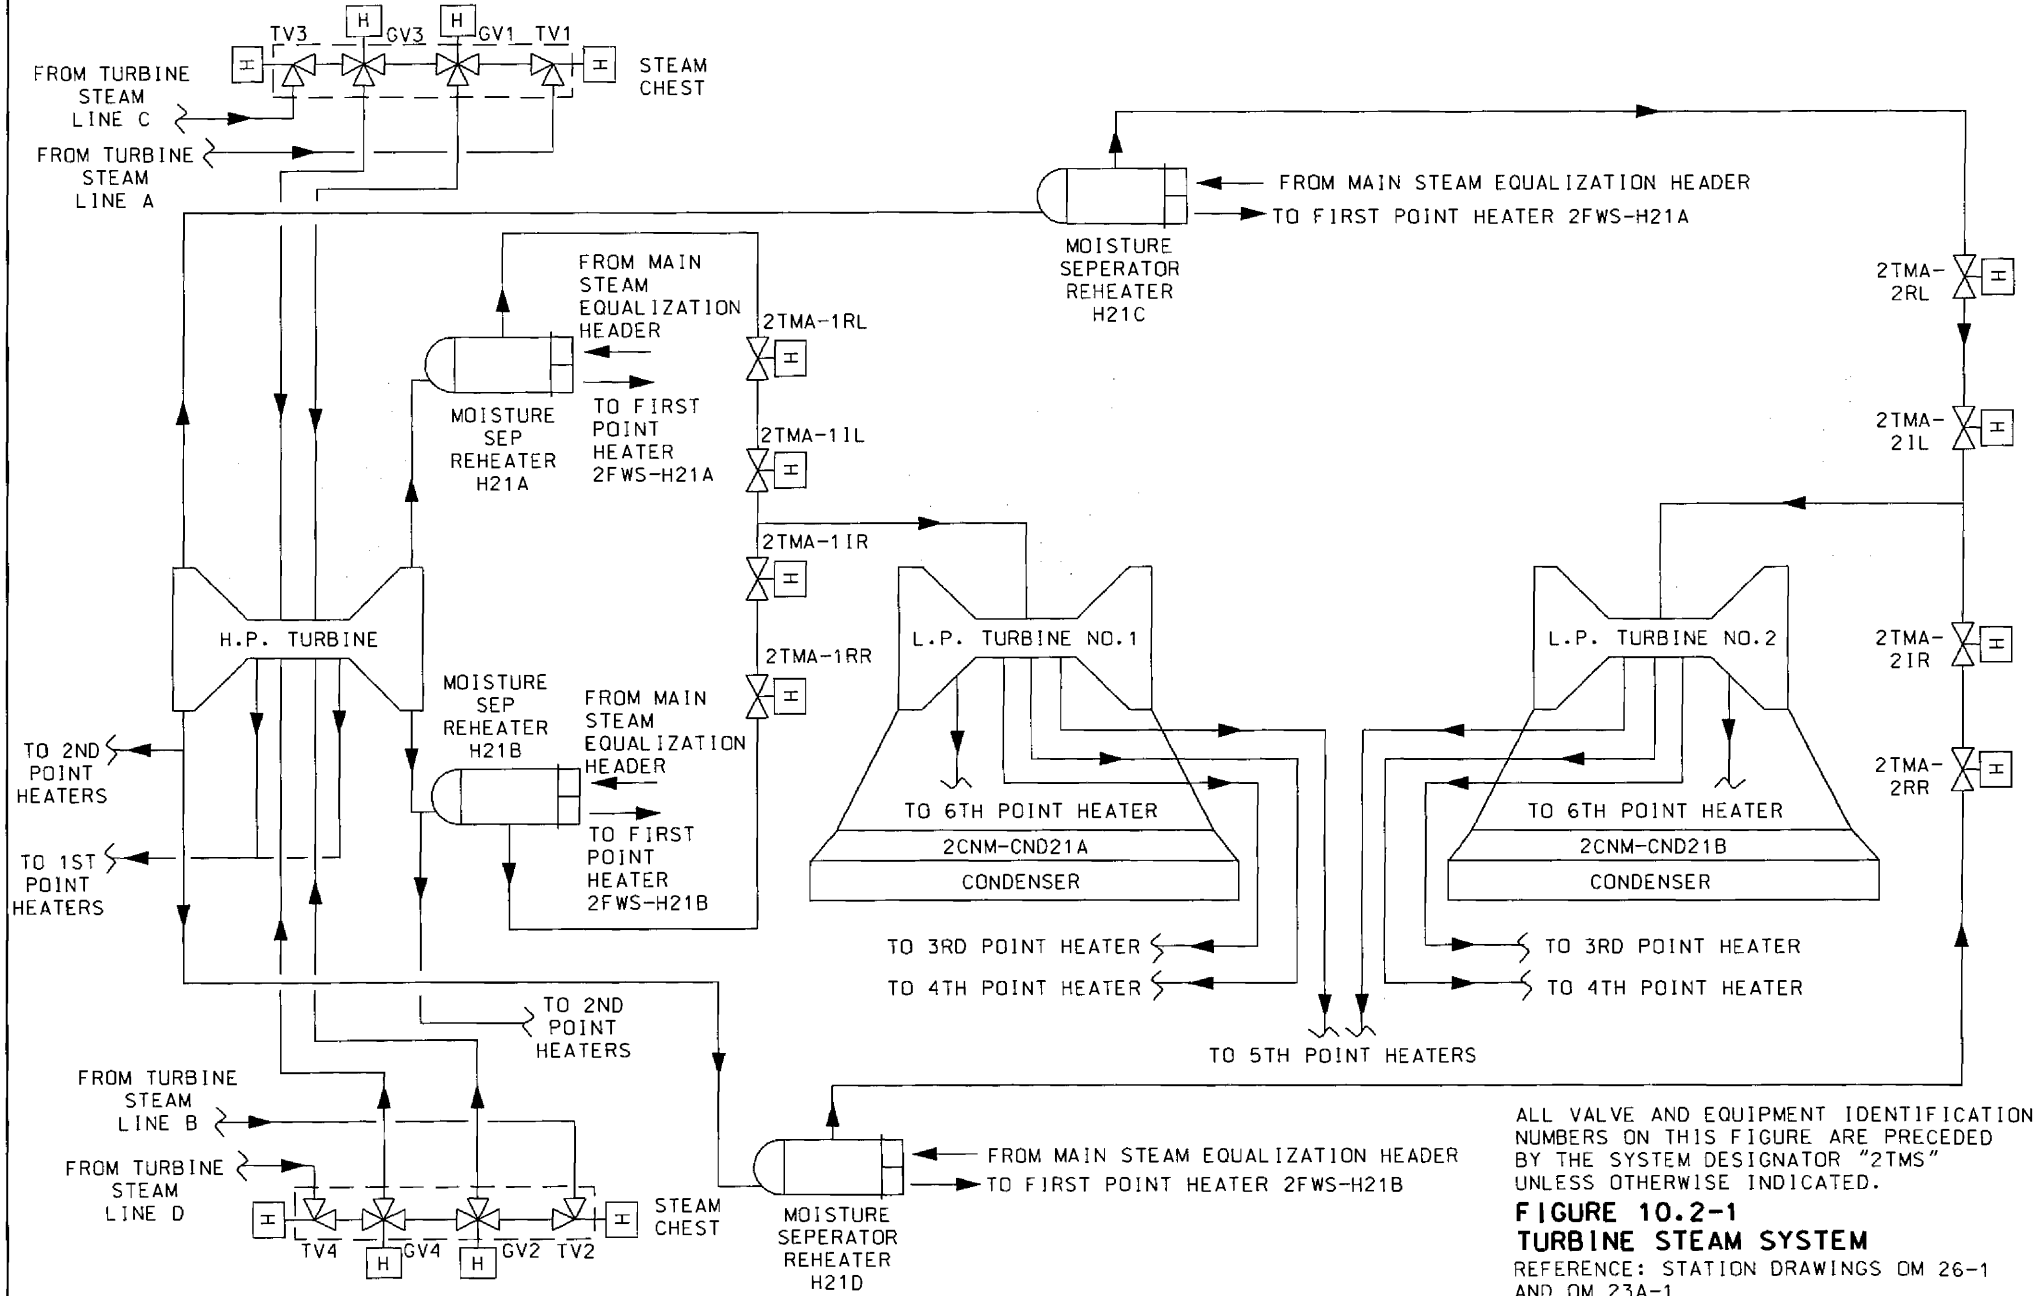 H
H
TV3
GV3
GV1
TV1
H
H
STEAM
CHEST
FROM TURBINE
STEAM
LINE C
FROM TURBINE
STEAM
LINE A
FROM MAIN STEAM EQUALIZATION HEADER
TO FIRST POINT HEATER 2FWS-H21A
MOISTURE
SEPERATOR
REHEATER
H21C
2TMA-
2RL
H
FROM MAIN
STEAM
EQUALIZATION
HEADER
2TMA-1RL
H
MOISTURE
SEP
REHEATER
H21A
TO FIRST
POINT
HEATER
2FWS-H21A
2TMA-1IL
H
2TMA-
2IL
H
2TMA-1IR
H
H.P. TURBINE
L.P. TURBINE NO.1
L.P. TURBINE NO.2
2TMA-
2IR
H
2TMA-1RR
H
MOISTURE
SEP
REHEATER
H21B
FROM MAIN
STEAM
EQUALIZATION
HEADER
TO 2ND
POINT
HEATERS
2TMA-
2RR
H
TO 6TH POINT HEATER
TO 6TH POINT HEATER
TO FIRST
POINT
HEATER
2FWS-H21B
2CNM-CND21A
CONDENSER
2CNM-CND21B
CONDENSER
TO 1ST
POINT
HEATERS
TO 3RD POINT HEATER
TO 4TH POINT HEATER
TO 3RD POINT HEATER
TO 4TH POINT HEATER
TO 2ND
POINT
HEATERS
TO 5TH POINT HEATERS
FROM TURBINE
STEAM
LINE B
FROM TURBINE
STEAM
LINE D
FROM MAIN STEAM EQUALIZATION HEADER
TO FIRST POINT HEATER 2FWS-H21B
MOISTURE
SEPERATOR
REHEATER
H21D
H
H
STEAM
CHEST
TV4
GV4
GV2
TV2
H
H
ALL VALVE AND EQUIPMENT IDENTIFICATION
NUMBERS ON THIS FIGURE ARE PRECEDED
BY THE SYSTEM DESIGNATOR "2TMS"
UNLESS OTHERWISE INDICATED.
FIGURE 10.2-1
TURBINE STEAM SYSTEM
REFERENCE: STATION DRAWINGS OM 26-1
AND OM 23A-1